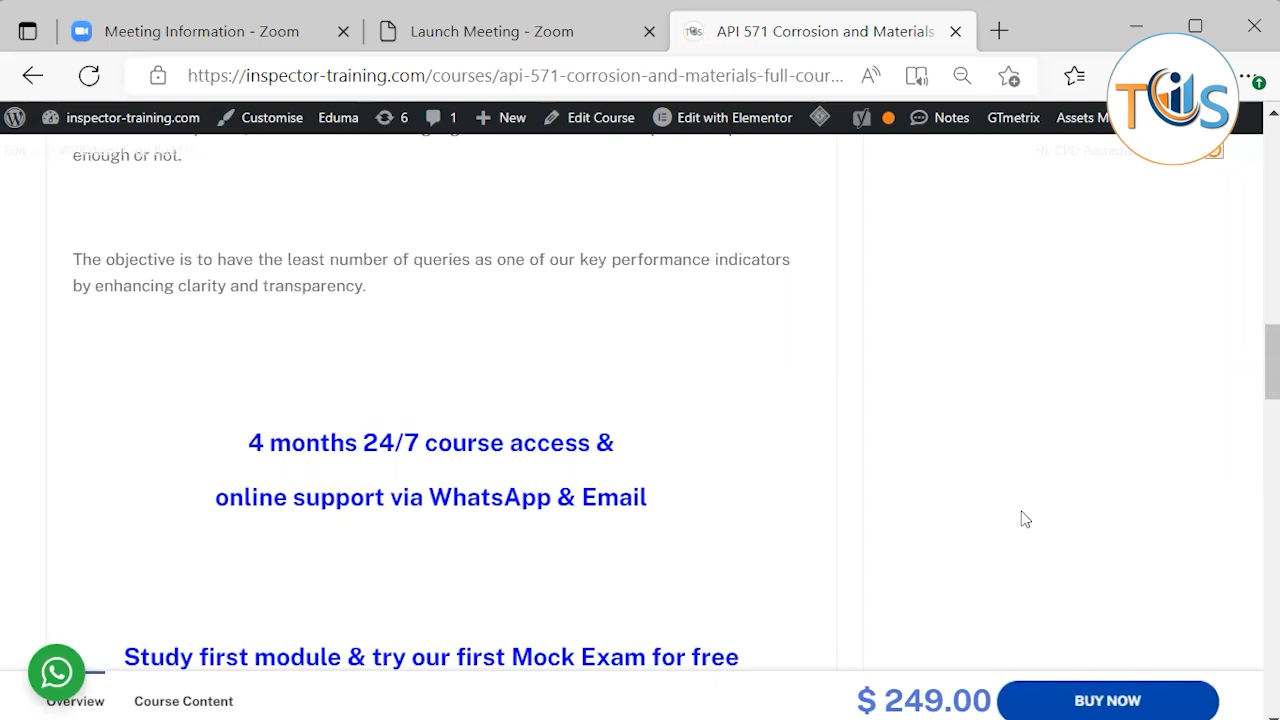 Meeting Information - Zoom
Launch Meeting - Zoom
API 571 Corrosion and Materials
https://inspector-training.com/courses/api-571-corrosion-and-materials-full-cour...
TCIS
inspector-training.com Customise Eduma 6 1 New Edit Course Edit with Elementor Notes GTmetrix Assets M
enough or not.
The objective is to have the least number of queries as one of our key performance indicators
by enhancing clarity and transparency.
4 months 24/7 course access &
online support via WhatsApp & Email
Study first module & try our first Mock Exam for free
Overview
Course Content
$ 249.00
BUY NOW